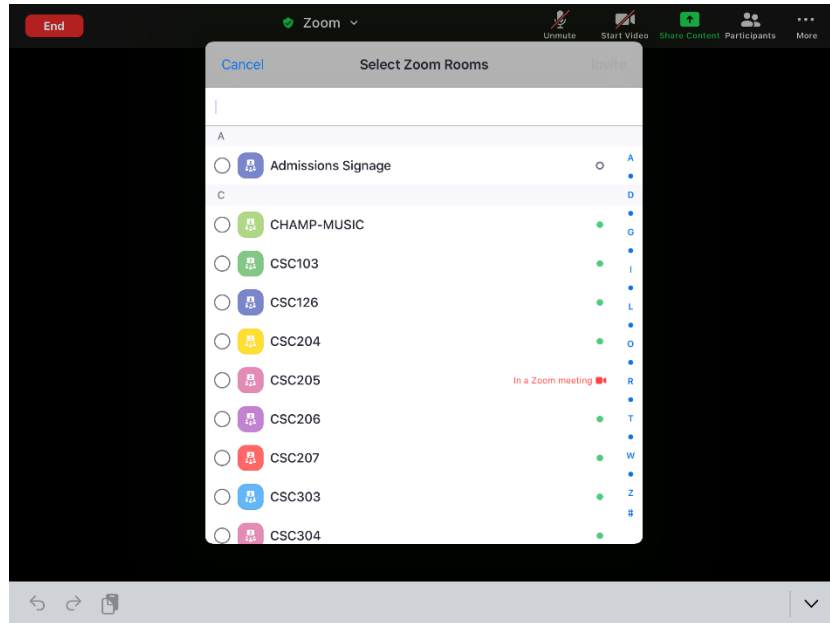 End
Zoom
Unmute
Start Video
Share Content
Participants
More
Cancel
Select Zoom Rooms
Invite
A
Admissions Signage
C
CHAMP-MUSIC
CSC103
CSC126
CSC204
CSC205
In a Zoom meeting
CSC206
CSC207
CSC303
CSC304
A
D
G
I
L
O
R
T
W
Z
#